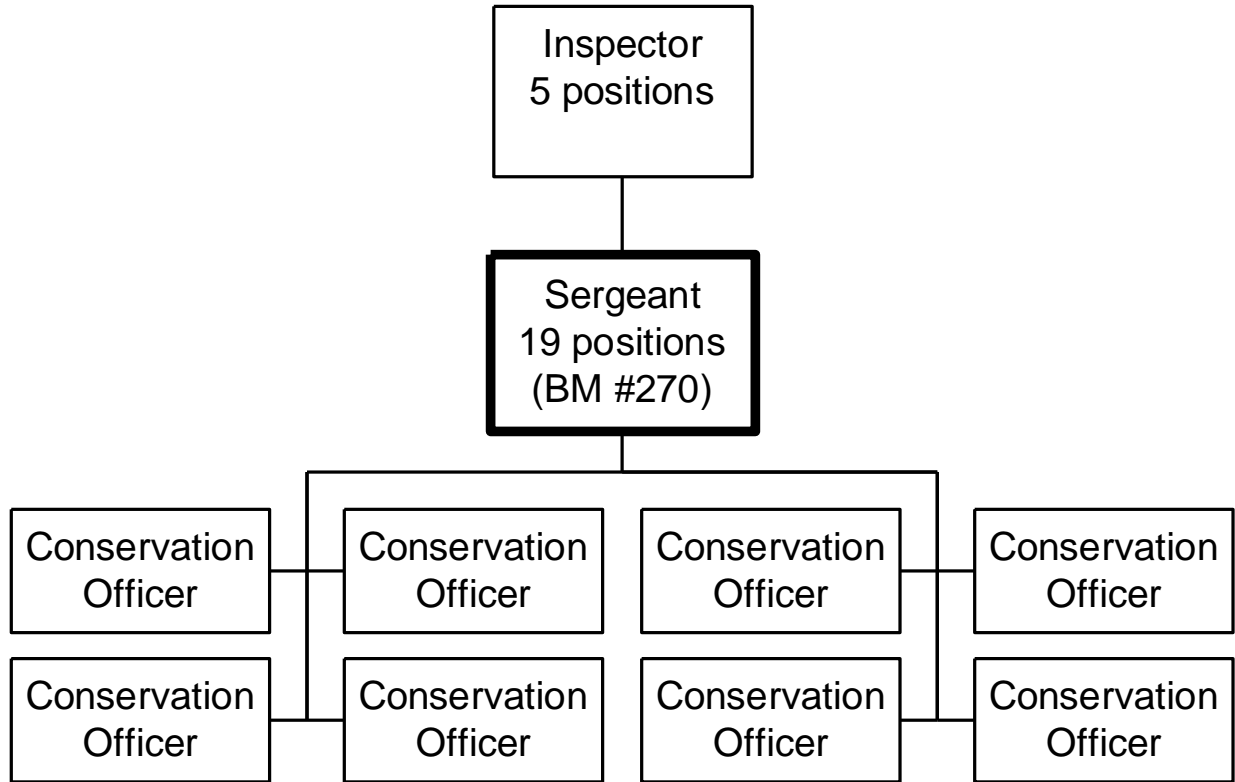 Inspector
5 positions
Sergeant
19 positions
(BM #270)
Conservation
Officer
Conservation
Officer
Conservation
Officer
Conservation
Officer
Conservation
Officer
Conservation
Officer
Conservation
Officer
Conservation
Officer